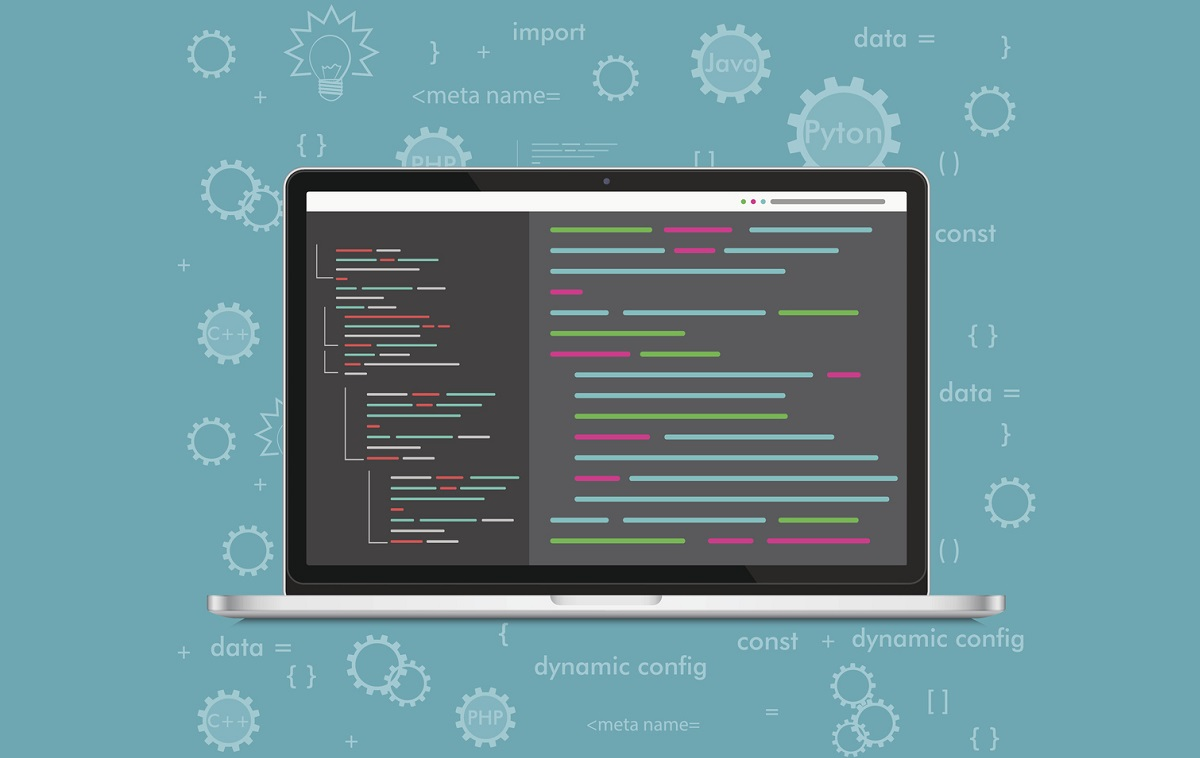 import
data =
}
}
+
Java
<meta name=
+
Pyton
{ }
PHP
[ ]
( )
const
+
C++
{ }
data =
}
+
( )
{
const + dynamic config
+ data =
dynamic config
{ }
[ ]
PHP
C++
<meta name=
=
+
{ }